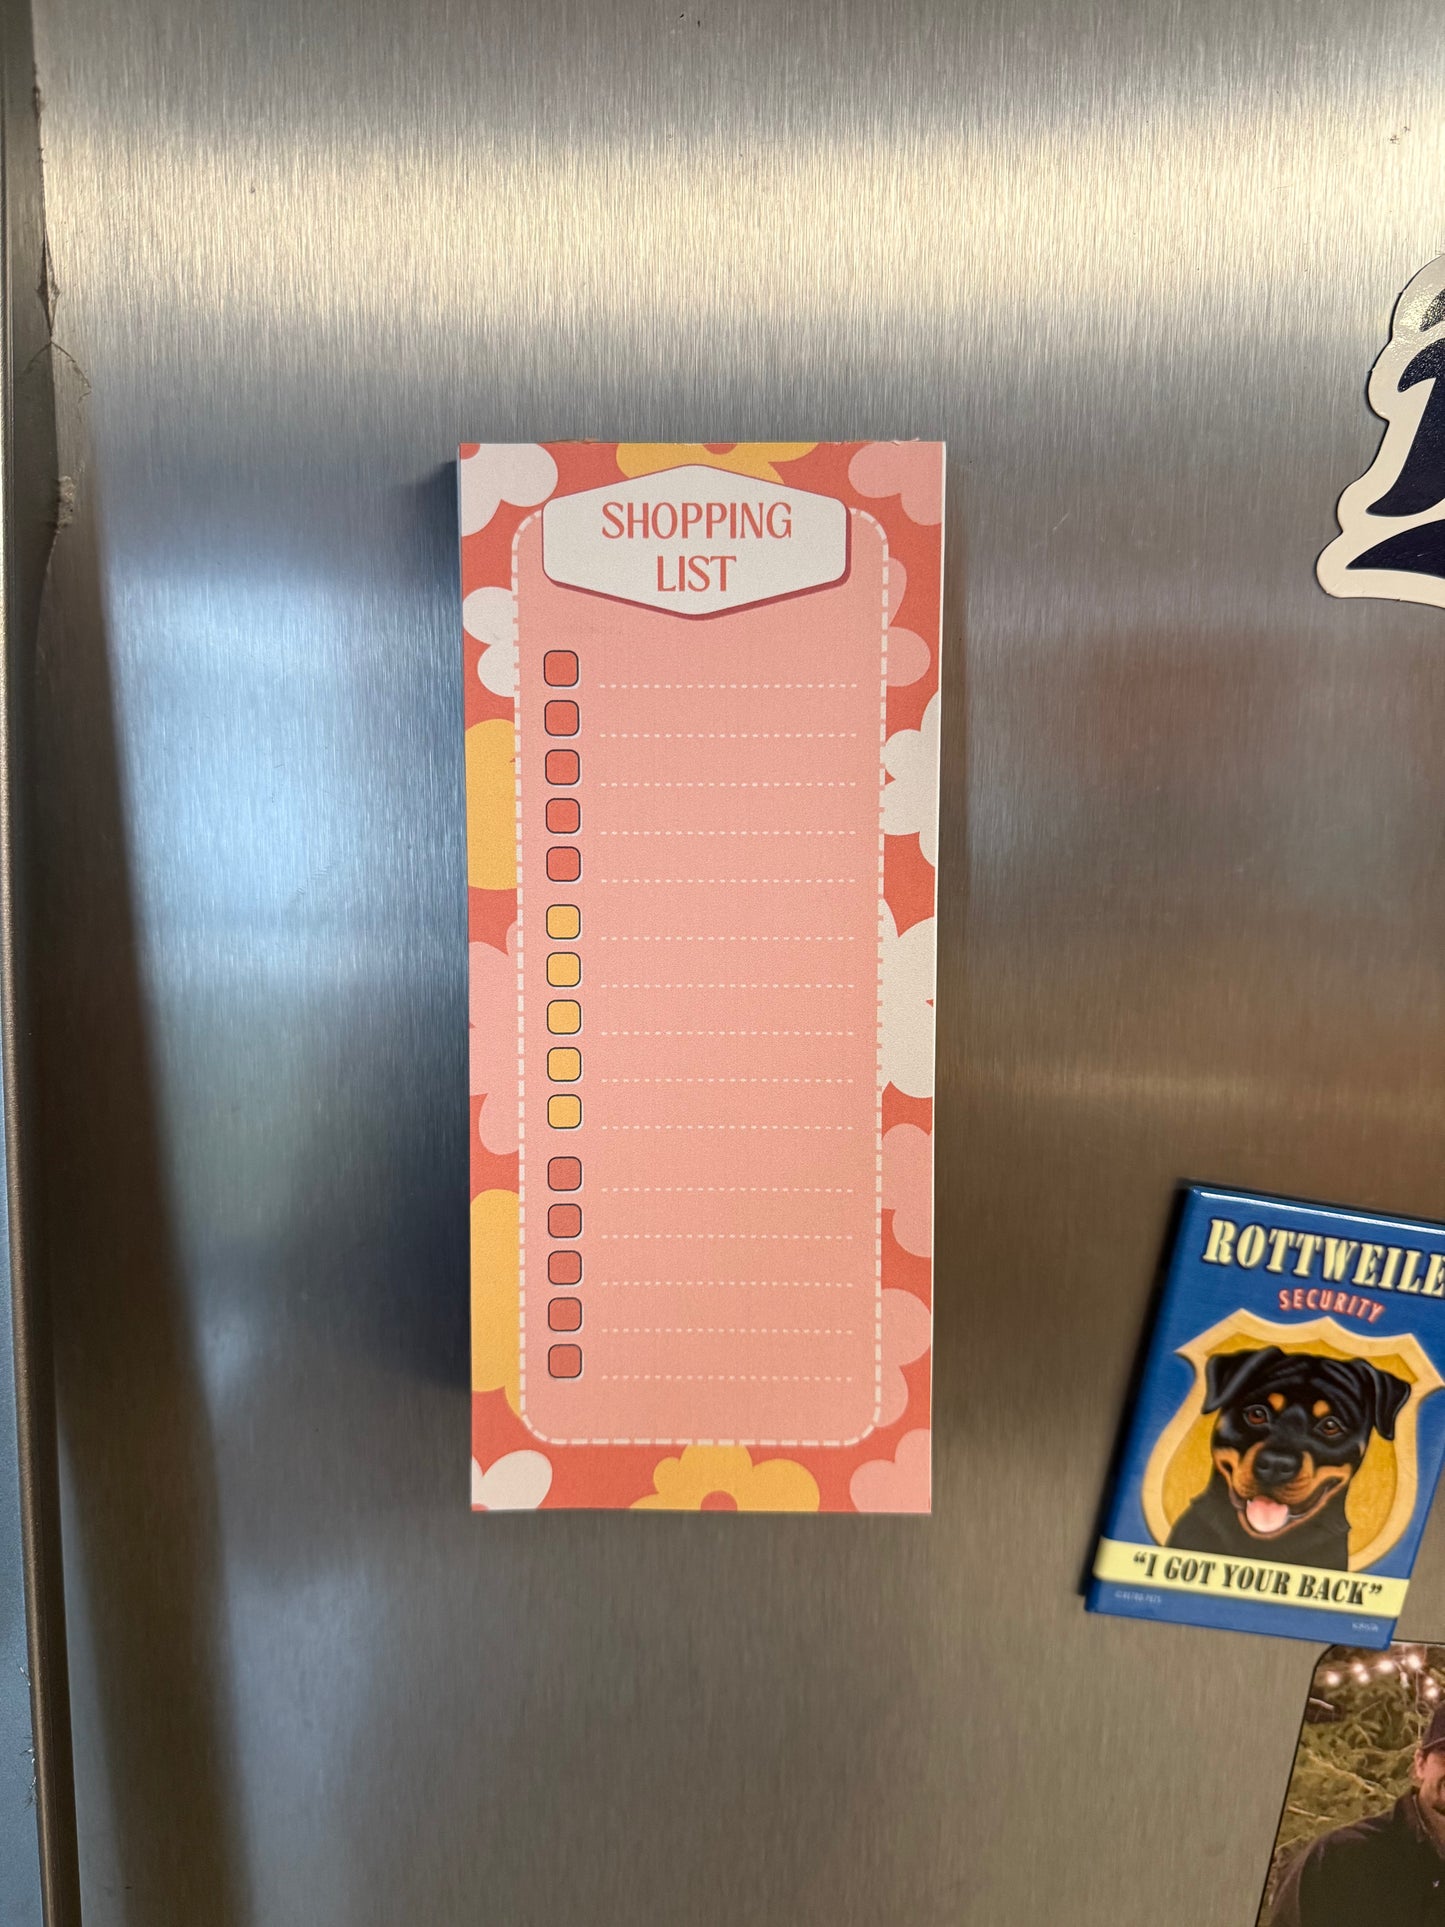 SHOPPING
LIST
ROTTWEILE
SECURITY
"I GOT YOUR BACK"